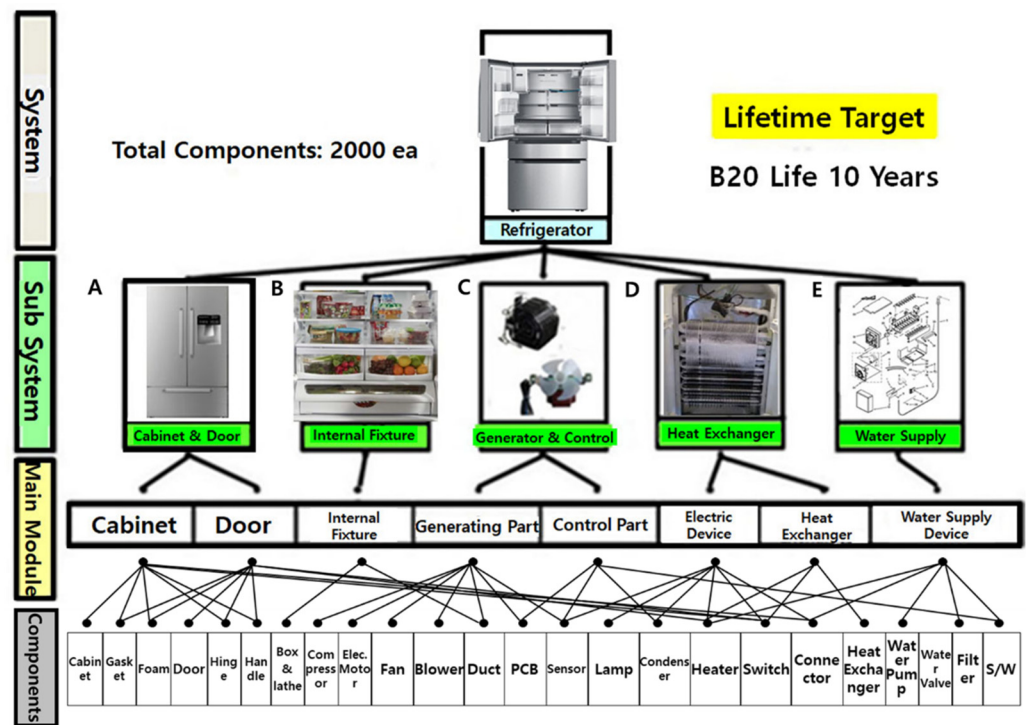 System
Total Components: 2000 ea
Lifetime Target
B20 Life 10 Years
Refrigerator
Sub System
A
B
C
D
E
Cabinet & Door
Internal Fixture
Generator & Control
Heat Exchanger
Water Supply
Main Module
Cabinet
Door
Internal
Fixture
Generating Part
Control Part
Electric
Device
Heat
Exchanger
Water Supply
Device
Components
Cabin
et
Gask
et
Foam
Door
Hing
e
Han
dle
Box
&
lathe
Com
press
or
Elec.
Moto
r
Fan
Blower
Duct
PCB
Sensor
Lamp
Condens
er
Heater
Switch
Conne
ctor
Heat
Excha
nger
Wat
er
Pum
p
Wate
r
Valve
Filt
er
S/W